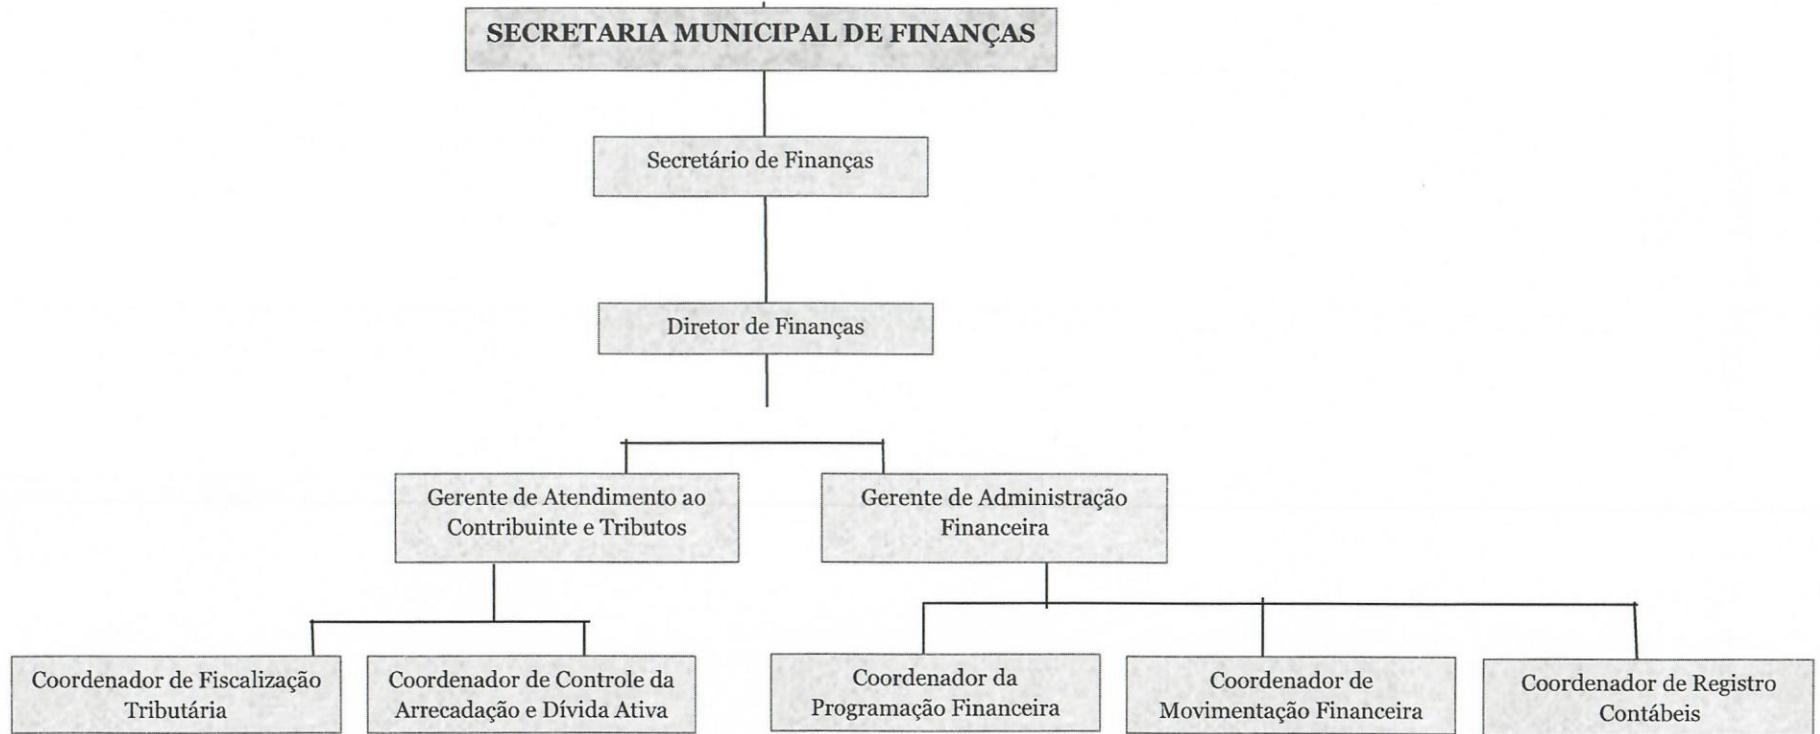 SECRETARIA MUNICIPAL DE FINANÇAS
Secretário de Finanças
Diretor de Finanças
Gerente de Atendimento ao
Contribuinte e Tributos
Gerente de Administração
Financeira
Coordenador de Fiscalização
Tributária
Coordenador de Controle da
Arrecadação e Dívida Ativa
Coordenador da
Programação Financeira
Coordenador de
Movimentação Financeira
Coordenador de Registro
Contábeis